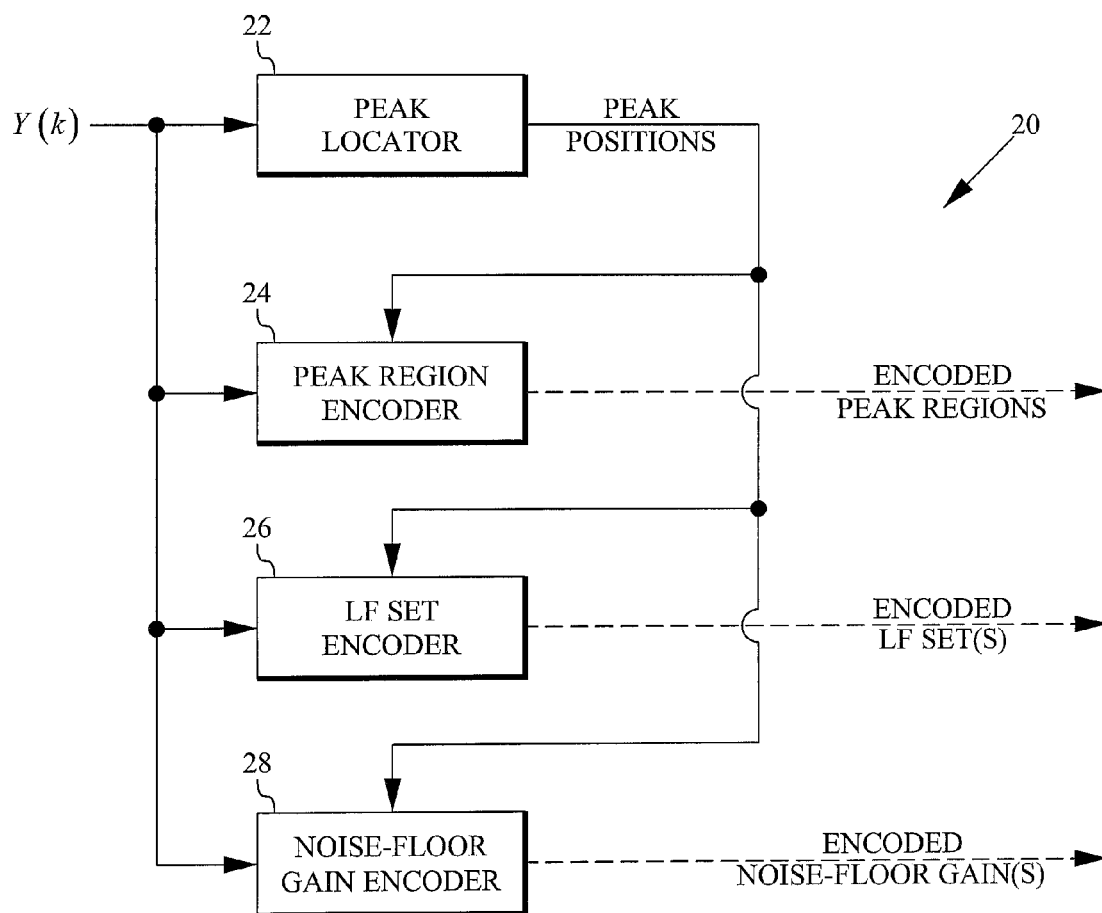 22
Y(k)
PEAK
LOCATOR
PEAK
POSITIONS
20
24
PEAK REGION
ENCODER
ENCODED
PEAK REGIONS
26
LF SET
ENCODER
ENCODED
LF SET(S)
28
NOISE-FLOOR
GAIN ENCODER
ENCODED
NOISE-FLOOR GAIN(S)